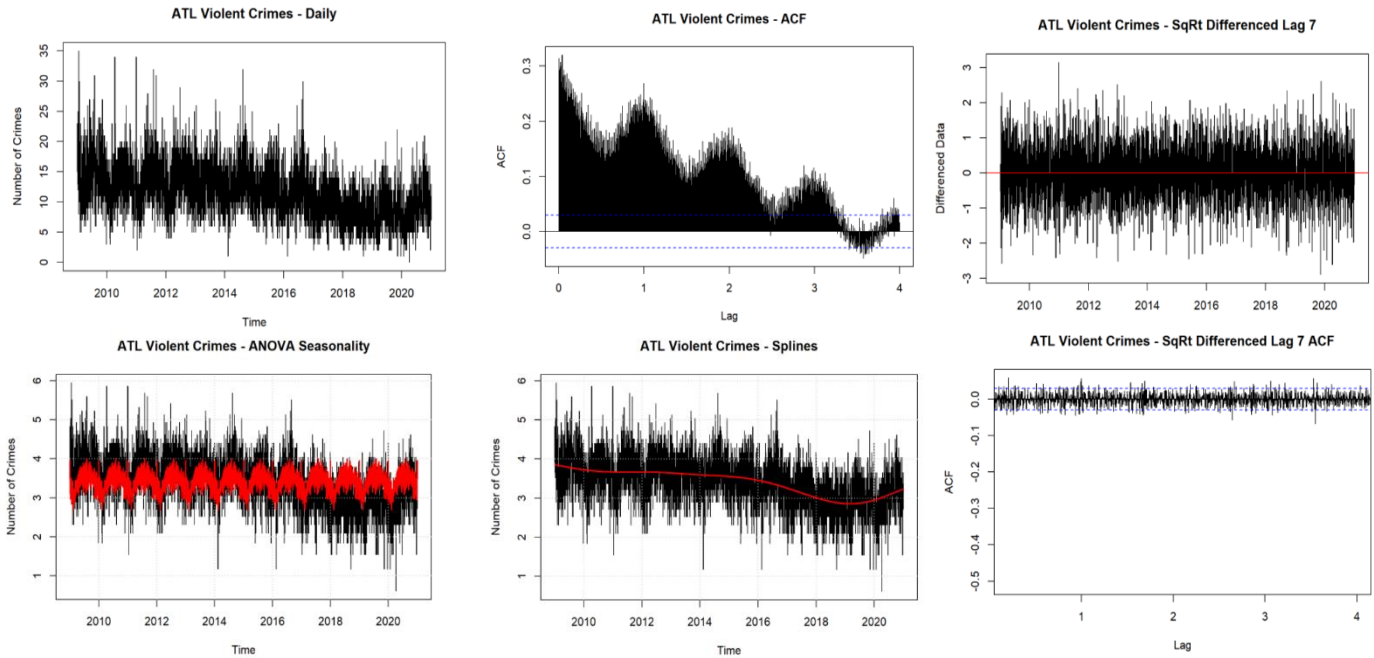 ATL Violent Crimes - Daily
Number of Crimes
35
30
25
20
15
10
5
0
2010 2012 2014 2016 2018 2020
Time
ATL Violent Crimes - ACF
ACF
0.3
0.2
0.1
0.0
0 1 2 3 4
Lag
ATL Violent Crimes - SqRt Differenced Lag 7
Differenced Data
3
2
1
0
-1
-2
-3
2010 2012 2014 2016 2018 2020
ATL Violent Crimes - ANOVA Seasonality
Number of Crimes
6
5
4
3
2
1
2010 2012 2014 2016 2018 2020
Time
ATL Violent Crimes - Splines
Number of Crimes
6
5
4
3
2
1
2010 2012 2014 2016 2018 2020
Time
ATL Violent Crimes - SqRt Differenced Lag 7 ACF
ACF
0.0
-0.1
-0.2
-0.3
-0.4
-0.5
1 2 3 4
Lag